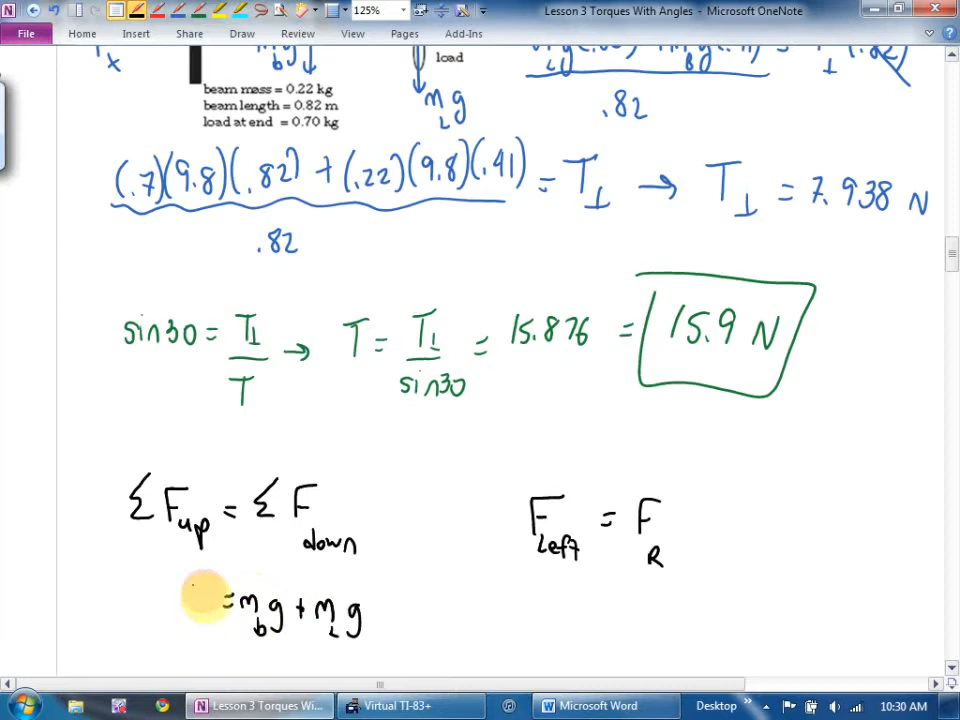 125%
Lesson 3 Torques With Angles - Microsoft OneNote
File Home Insert Share Draw Review View Pages Add-Ins
Tx
load
beam mass = 0.22 kg
beam length = 0.82 m
load at end = 0.70 kg
mLg
.82
(.7)(9.8)(.82) + (.22)(9.8)(.41) = T⊥ → T⊥ = 7.938 N
.82
sin30 = T⊥/T → T = T⊥/sin30 = 15.876 = 15.9 N
ΣFup = ΣFdown
FLeft = FR
= mbg + mLg
Lesson 3 Torques Wi... Virtual TI-83+ Microsoft Word Desktop 10:30 AM